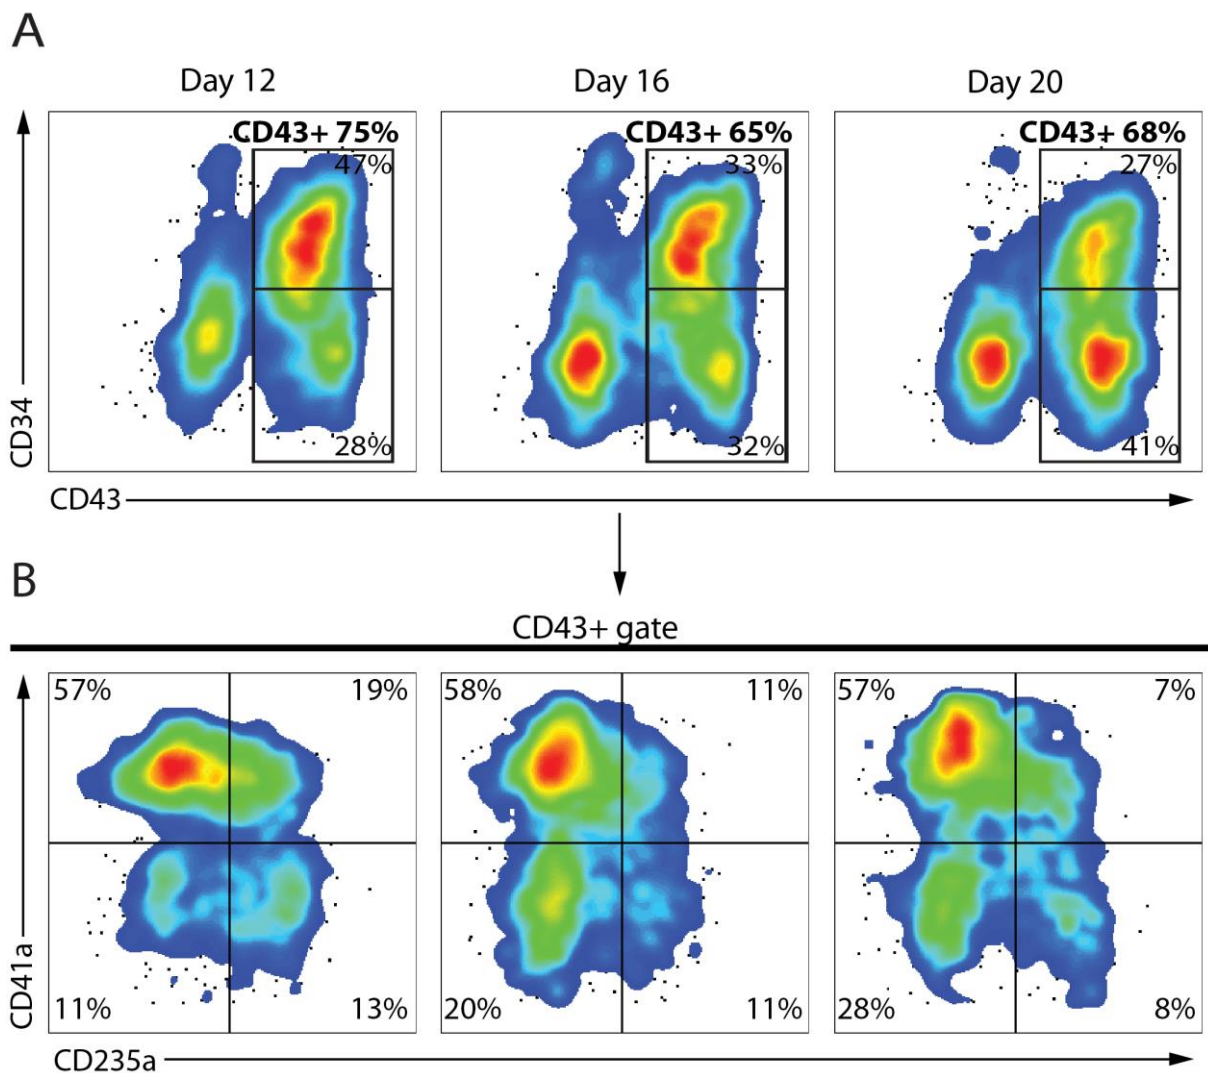 A
Day 12
Day 16
Day 20
CD43+ 75%
CD43+ 65%
CD43+ 68%
47%
33%
27%
CD34
28%
32%
41%
CD43
B
CD43+ gate
57%
19%
58%
11%
57%
7%
CD41a
11%
13%
20%
11%
28%
8%
CD235a